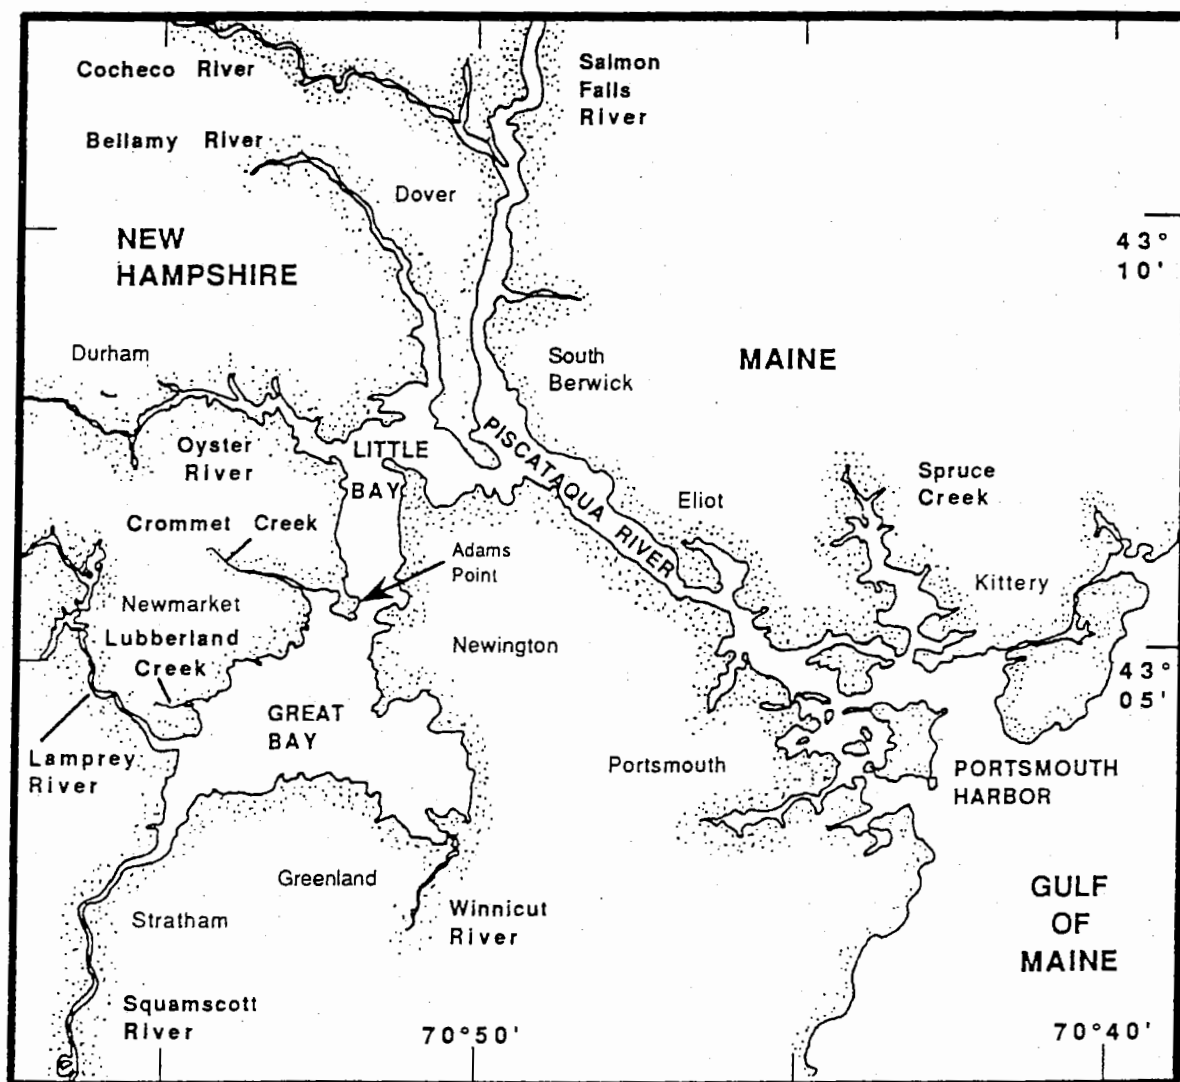 Cocheco River
Salmon
Falls
River
Bellamy River
Dover
NEW
HAMPSHIRE
43°
10'
Durham
South
Berwick
MAINE
Oyster
River
LITTLE
BAY
PISCATAQUA RIVER
Eliot
Spruce
Creek
Crommet Creek
Adams
Point
Kittery
Newmarket
Lubberland
Creek
Newington
43°
05'
GREAT
BAY
Lamprey
River
Portsmouth
PORTSMOUTH
HARBOR
Greenland
Stratham
Winnicut
River
GULF
OF
MAINE
Squamscott
River
70°50'
70°40'